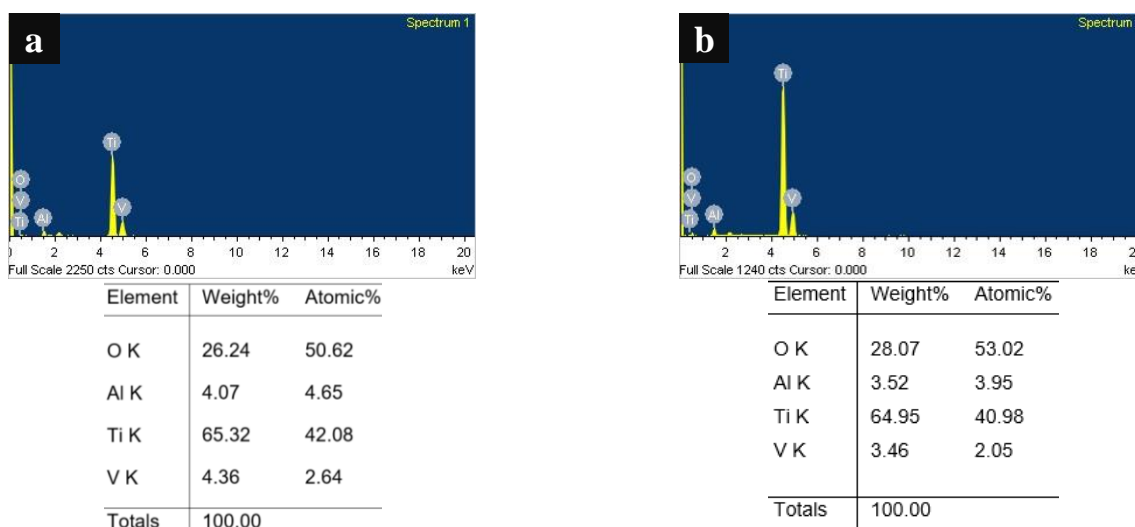 a
Spectrum 1
Ti
O
V
Ti
Al
V
0 2 4 6 8 10 12 14 16 18 20
Full Scale 2250 cts Cursor: 0.000 keV
Element Weight% Atomic%
O K 26.24 50.62
Al K 4.07 4.65
Ti K 65.32 42.08
V K 4.36 2.64
Totals 100.00
b
Spectrum
Ti
O
V
Ti
Al
V
2 4 6 8 10 12 14 16 18 2
Full Scale 1240 cts Cursor: 0.000 ke
Element Weight% Atomic%
O K 28.07 53.02
Al K 3.52 3.95
Ti K 64.95 40.98
V K 3.46 2.05
Totals 100.00